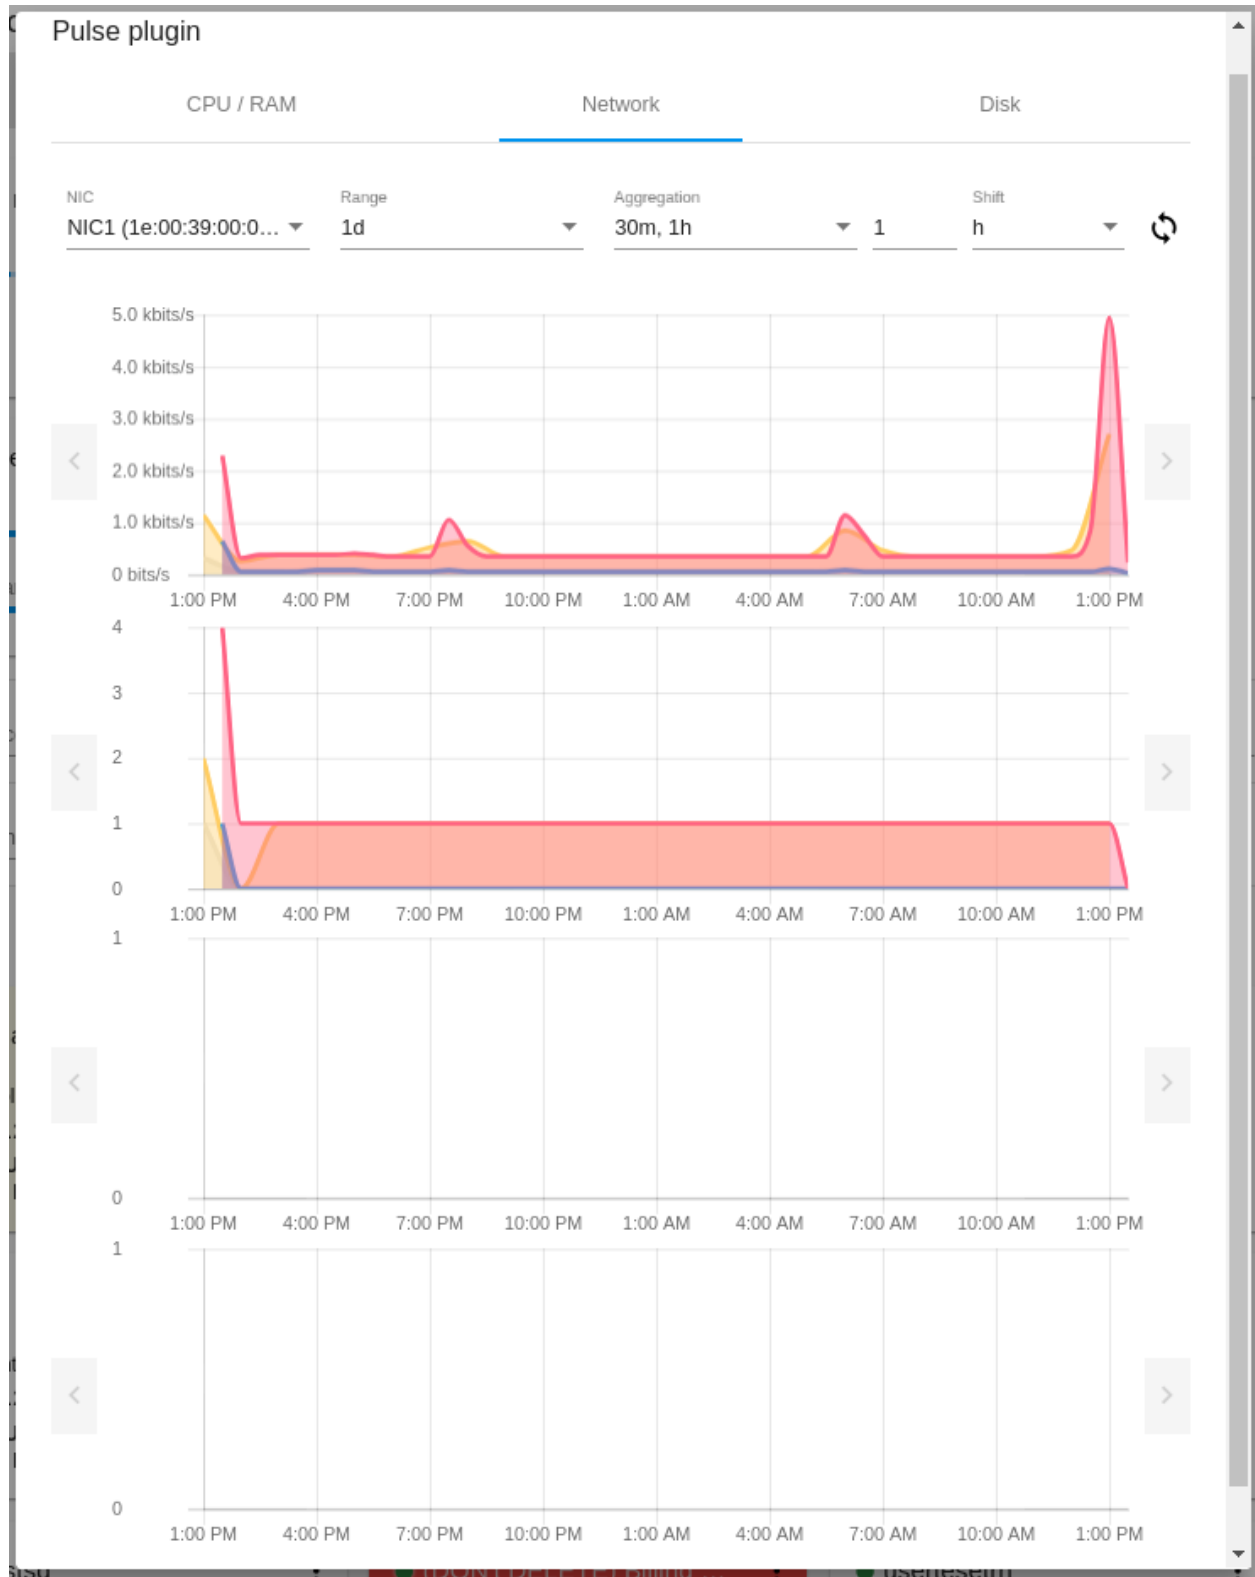 Pulse plugin
CPU / RAM Network Disk
NIC Range Aggregation Shift
NIC1 (1e:00:39:00:0... 1d 30m, 1h 1 h
5.0 kbits/s
4.0 kbits/s
3.0 kbits/s
2.0 kbits/s
1.0 kbits/s
0 bits/s
1:00 PM 4:00 PM 7:00 PM 10:00 PM 1:00 AM 4:00 AM 7:00 AM 10:00 AM 1:00 PM
4
3
2
1
0
1:00 PM 4:00 PM 7:00 PM 10:00 PM 1:00 AM 4:00 AM 7:00 AM 10:00 AM 1:00 PM
1
0
1:00 PM 4:00 PM 7:00 PM 10:00 PM 1:00 AM 4:00 AM 7:00 AM 10:00 AM 1:00 PM
1
0
1:00 PM 4:00 PM 7:00 PM 10:00 PM 1:00 AM 4:00 AM 7:00 AM 10:00 AM 1:00 PM